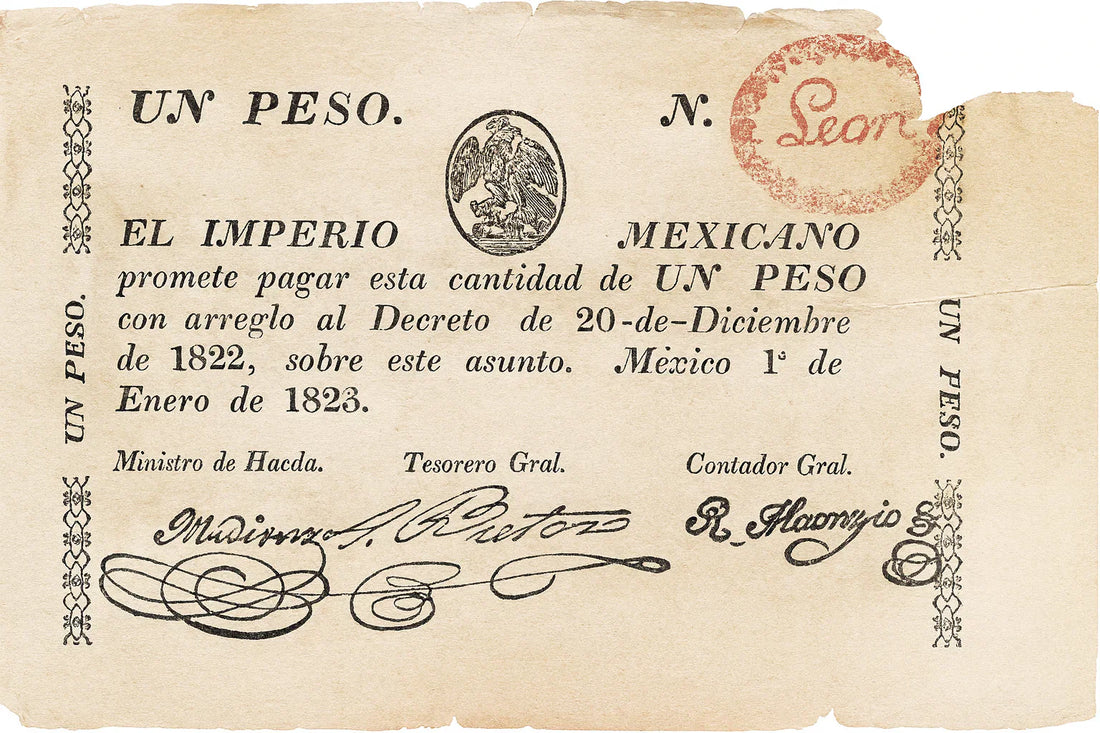 UN PESO. N. Leon
EL IMPERIO MEXICANO
promete pagar esta cantidad de UN PESO
con arreglo al Decreto de 20-de-Diciembre
de 1822, sobre este asunto. México 1º de
Enero de 1823.
Ministro de Hacda. Tesorero Gral. Contador Gral.
UN PESO.
UN PESO.